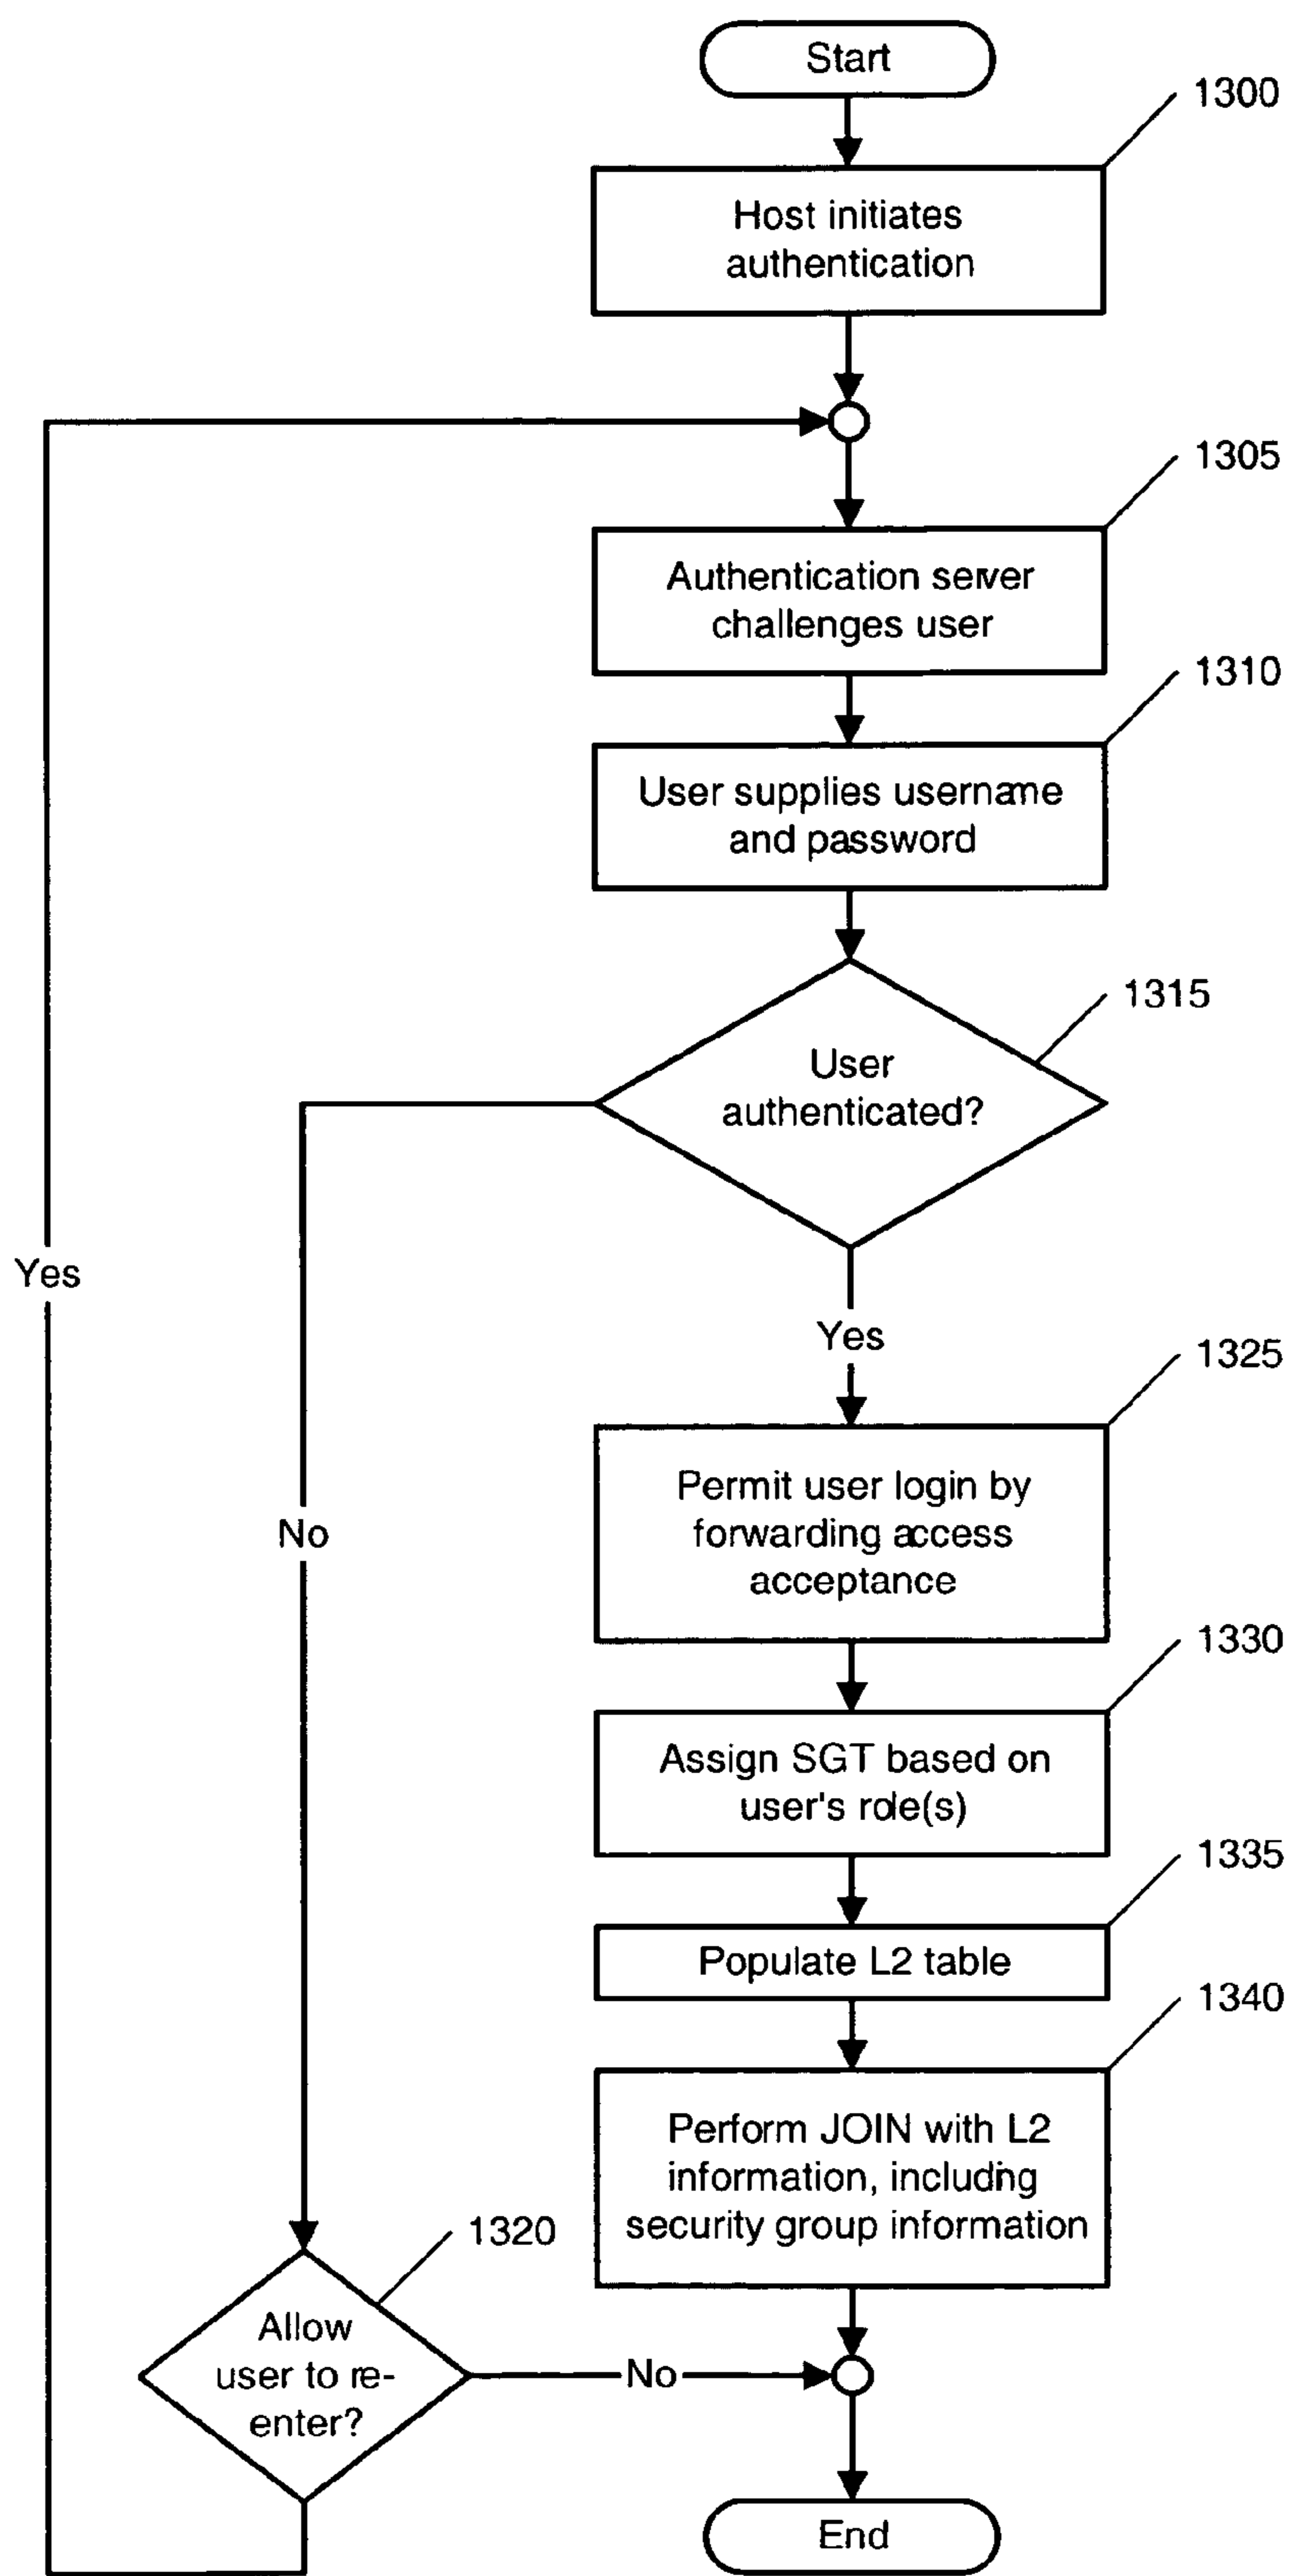 Start
1300
Host initiates
authentication
1305
Authentication server
challenges user
1310
User supplies username
and password
1315
User
authenticated?
Yes
Yes
1325
Permit user login by
forwarding access
acceptance
No
1330
Assign SGT based on
user's role(s)
1335
Populate L2 table
1340
Perform JOIN with L2
information, including
security group information
1320
Allow
user to re-
enter?
No
End